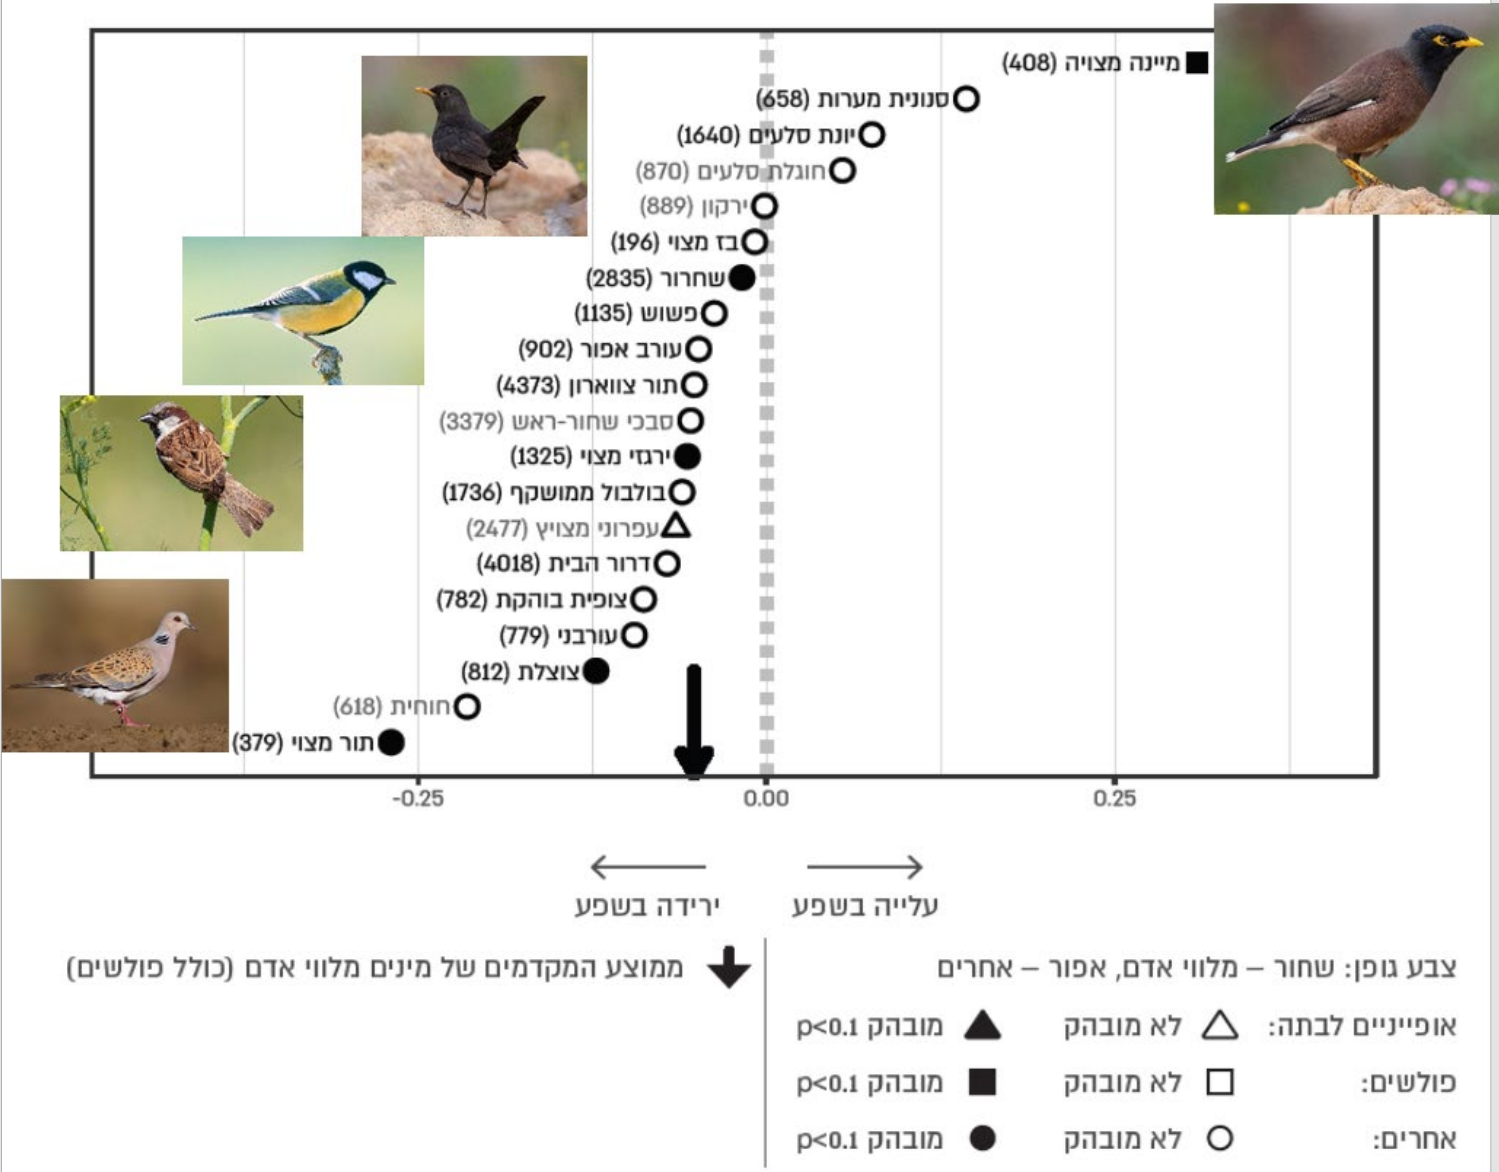 מיינה מצויה (408)
סנונית מערות (658)
יונת סלעים (1640)
חוגלת סלעים (870)
ירקון (889)
בז מצוי (196)
שחרור (2835)
פשוש (1135)
עורב אפור (902)
תור צווארון (4373)
סבכי שחור-ראש (3379)
ירגזי מצוי (1325)
בולבול ממושקף (1736)
עפרוני מצוייץ (2477)
דרור הבית (4018)
צופית בוהקת (782)
עורבני (779)
צוצלת (812)
חוחית (618)
תור מצוי (379)
-0.25 0.00 0.25
עלייה בשפע
ירידה בשפע
צבע גופן: שחור – מלווי אדם, אפור – אחרים
אופייניים לבתה: לא מובהק מובהק p<0.1
פולשים: לא מובהק מובהק p<0.1
אחרים: לא מובהק מובהק p<0.1
ממוצע המקדמים של מינים מלווי אדם (כולל פולשים)